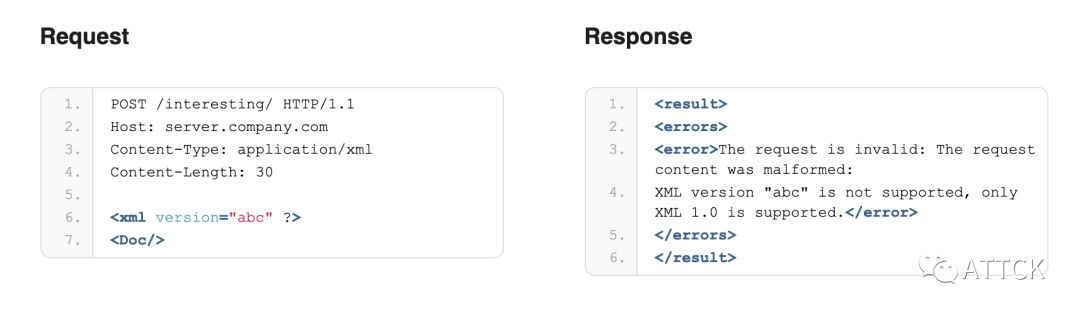 Request
1. POST /interesting/ HTTP/1.1
2. Host: server.company.com
3. Content-Type: application/xml
4. Content-Length: 30
5.
6. <xml version="abc" ?>
7. <Doc/>
Response
1. <result>
2. <errors>
3. <error>The request is invalid: The request
content was malformed:
4. XML version "abc" is not supported, only
XML 1.0 is supported.</error>
5. </errors>
6. </result>
ATTCK